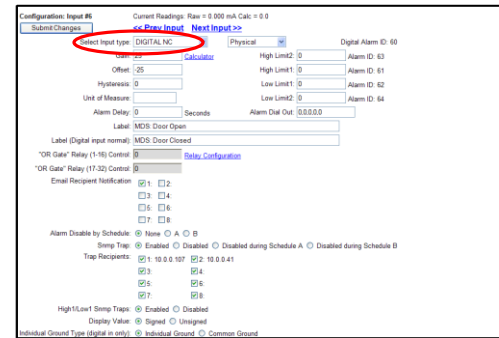 Configuration: Input #6 Current Readings: Raw = 0.000 mA Calc = 0.0
Submit Changes << Prev Input Next Input >>
Select Input type: DIGITAL NC Physical Digital Alarm ID: 60
Gain: 25 Calculator High Limit2: 0 Alarm ID: 63
Offset: -25 High Limit1: 0 Alarm ID: 61
Hysteresis: 0 Low Limit1: 0 Alarm ID: 62
Unit of Measure: Low Limit2: 0 Alarm ID: 64
Alarm Delay: 0 Seconds Alarm Dial Out: 0,0,0,0,0
Label: MDS: Door Open
Label (Digital input normal): MDS: Door Closed
"OR Gate" Relay (1-16) Control: 0 Relay Configuration
"OR Gate" Relay (17-32) Control: 0
Email Recipient Notification 1: 2:
3: 4:
5: 6:
7: 8:
Alarm Disable by Schedule: None A B
Snmp Trap: Enabled Disabled Disabled during Schedule A Disabled during Schedule B
Trap Recipients: 1: 10.0.0.107 2: 10.0.0.41
3: 4:
5: 6:
7: 8:
High1/Low1 Snmp Traps: Enabled Disabled
Display Value: Signed Unsigned
Individual Ground Type (digital in only): Individual Ground Common Ground